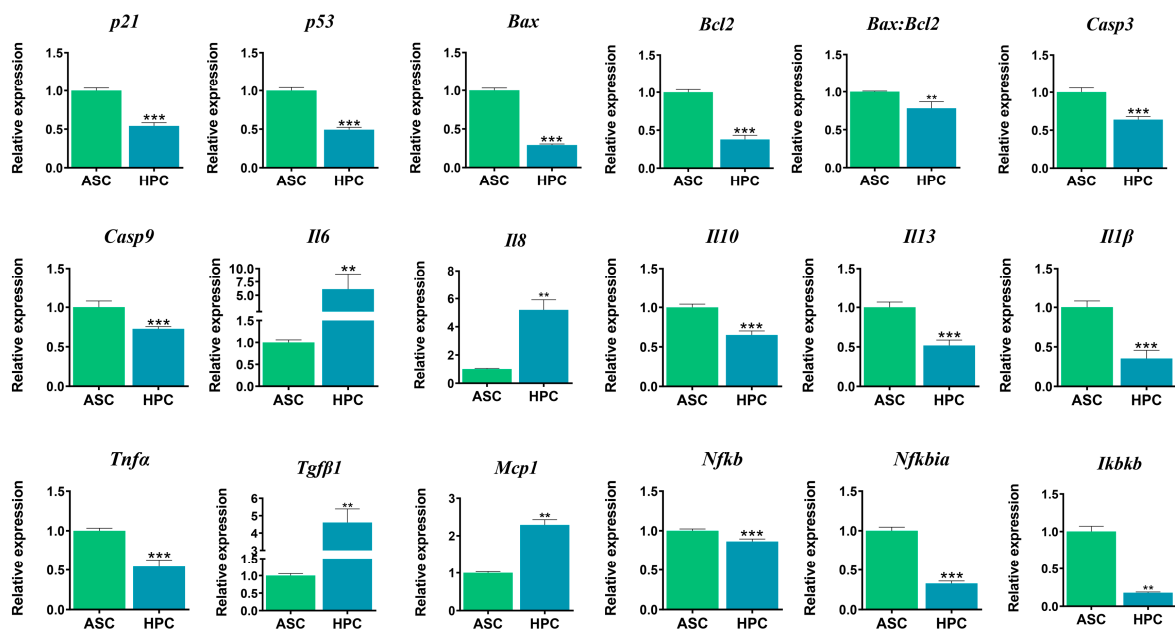 p21
p53
Bax
Bcl2
Bax:Bcl2
Casp3
Relative expression
1.5
1.0
0.5
0.0
***
ASC HPC
Relative expression
1.5
1.0
0.5
0.0
***
ASC HPC
Relative expression
1.5
1.0
0.5
0.0
***
ASC HPC
Relative expression
1.5
1.0
0.5
0.0
***
ASC HPC
Relative expression
1.5
1.0
0.5
0.0
**
ASC HPC
Relative expression
1.5
1.0
0.5
0.0
***
ASC HPC
Casp9
Il6
Il8
Il10
Il13
Il1β
Relative expression
1.5
1.0
0.5
0.0
***
ASC HPC
Relative expression
10.0
7.5
5.0
1.5
1.0
0.5
0.0
**
ASC HPC
Relative expression
8
6
4
2
0
**
ASC HPC
Relative expression
1.5
1.0
0.5
0.0
***
ASC HPC
Relative expression
1.5
1.0
0.5
0.0
***
ASC HPC
Relative expression
1.5
1.0
0.5
0.0
***
ASC HPC
Tnfα
Tgfβ1
Mcp1
Nfkb
Nfkbia
Ikbkb
Relative expression
1.5
1.0
0.5
0.0
***
ASC HPC
Relative expression
6
5
4
3
1.5
1.0
0.5
0.0
**
ASC HPC
Relative expression
3
2
1
0
**
ASC HPC
Relative expression
1.5
1.0
0.5
0.0
***
ASC HPC
Relative expression
1.5
1.0
0.5
0.0
***
ASC HPC
Relative expression
1.5
1.0
0.5
0.0
**
ASC HPC